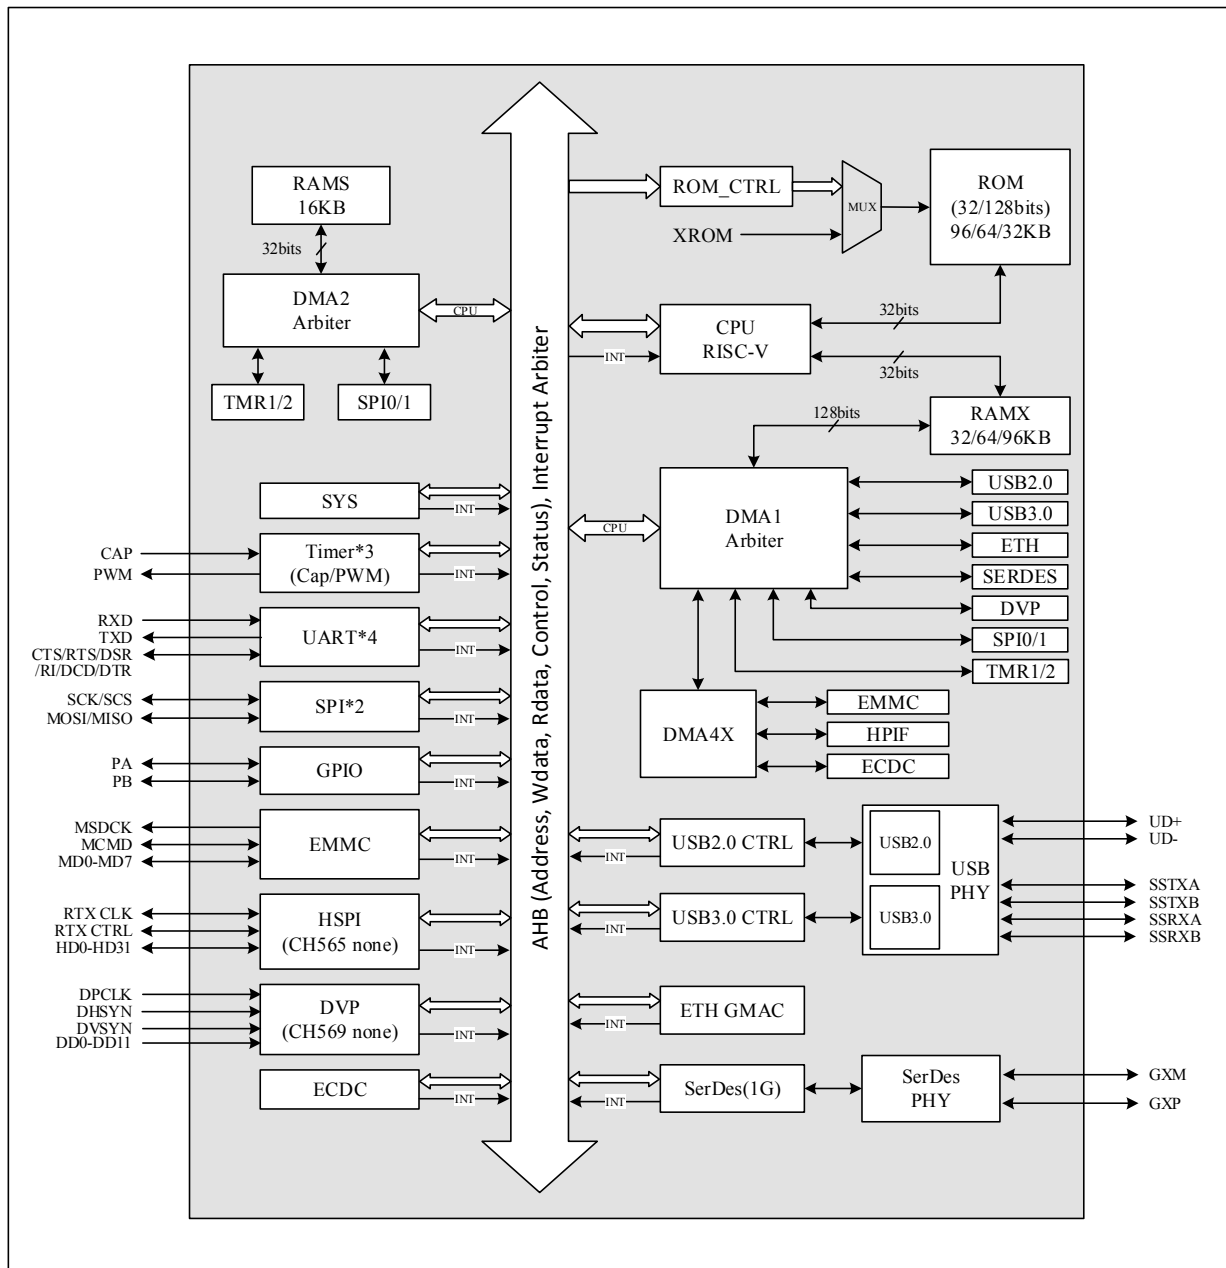 RAMS
16KB
32bits
DMA2
Arbiter
CPU
TMR1/2
SPI0/1
SYS
INT
CAP
PWM
Timer*3
(Cap/PWM)
INT
RXD
TXD
CTS/RTS/DSR
/RI/DCD/DTR
UART*4
INT
SCK/SCS
MOSI/MISO
SPI*2
INT
PA
PB
GPIO
INT
MSDCK
MCMD
MD0-MD7
EMMC
INT
RTX CLK
RTX CTRL
HD0-HD31
HSPI
(CH565 none)
INT
DPCLK
DHSYN
DVSYN
DD0-DD11
DVP
(CH569 none)
INT
ECDC
INT
AHB (Address, Wdata, Rdata, Control, Status), Interrupt Arbiter
ROM_CTRL
XROM
MUX
ROM
(32/128bits)
96/64/32KB
INT
CPU
RISC-V
32bits
32bits
128bits
RAMX
32/64/96KB
CPU
DMA1
Arbiter
USB2.0
USB3.0
ETH
SERDES
DVP
SPI0/1
TMR1/2
DMA4X
EMMC
HPIF
ECDC
INT
USB2.0 CTRL
INT
USB3.0 CTRL
USB2.0
USB3.0
USB
PHY
UD+
UD-
SSTXA
SSTXB
SSRXA
SSRXB
INT
ETH GMAC
INT
SerDes(1G)
SerDes
PHY
GXM
GXP